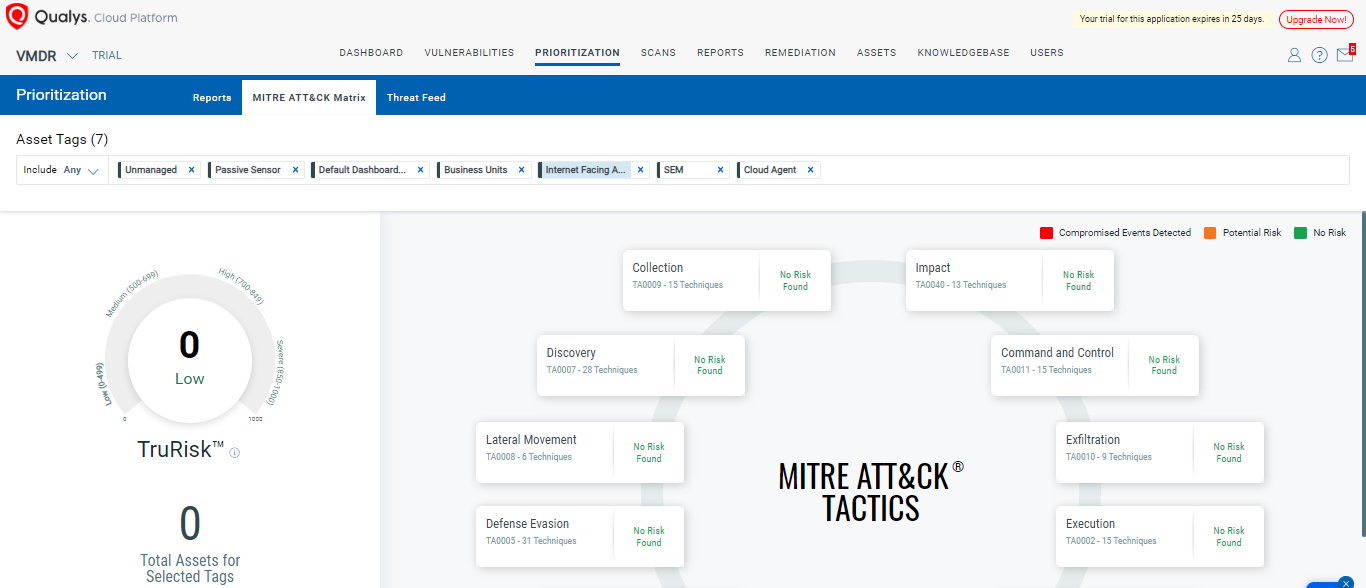 Qualys. Cloud Platform
Your trial for this application expires in 25 days.
Upgrade Now!
VMDR TRIAL
DASHBOARD VULNERABILITIES PRIORITIZATION SCANS REPORTS REMEDIATION ASSETS KNOWLEDGEBASE USERS
5
Prioritization
Reports MITRE ATT&CK Matrix Threat Feed
Asset Tags (7)
Include Any Unmanaged Passive Sensor Default Dashboard... Business Units Internet Facing A... SEM Cloud Agent
Compromised Events Detected Potential Risk No Risk
Low (0-499)
Medium (500-699)
High (700-849)
Severe (850-1000)
0
Low
0
1000
TruRisk™
0
Total Assets for
Selected Tags
Collection
TA0009 - 15 Techniques
No Risk
Found
Impact
TA0040 - 13 Techniques
No Risk
Found
Discovery
TA0007 - 28 Techniques
No Risk
Found
Command and Control
TA0011 - 15 Techniques
No Risk
Found
Lateral Movement
TA0008 - 6 Techniques
No Risk
Found
Exfiltration
TA0010 - 9 Techniques
No Risk
Found
MITRE ATT&CK®
TACTICS
Defense Evasion
TA0005 - 31 Techniques
No Risk
Found
Execution
TA0002 - 15 Techniques
No Risk
Found